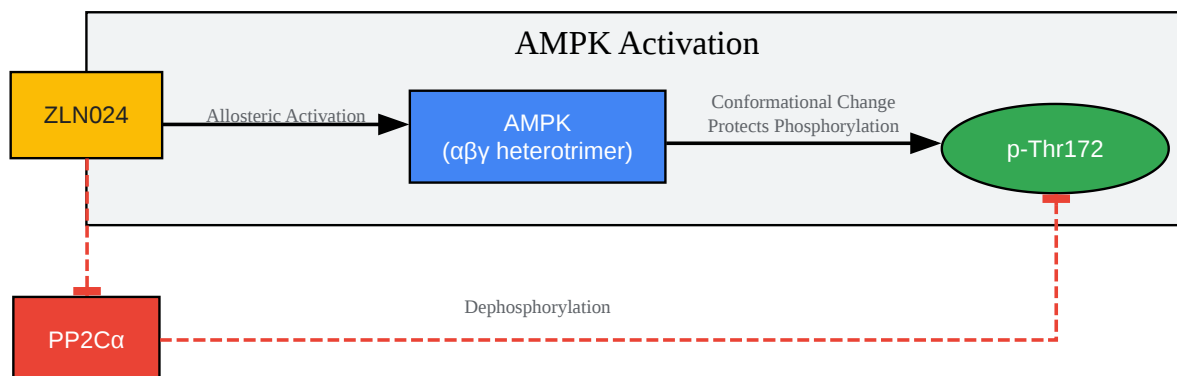 AMPK Activation
ZLN024
Allosteric Activation
AMPK
(αβγ heterotrimer)
Conformational Change
Protects Phosphorylation
p-Thr172
Dephosphorylation
PP2Cα